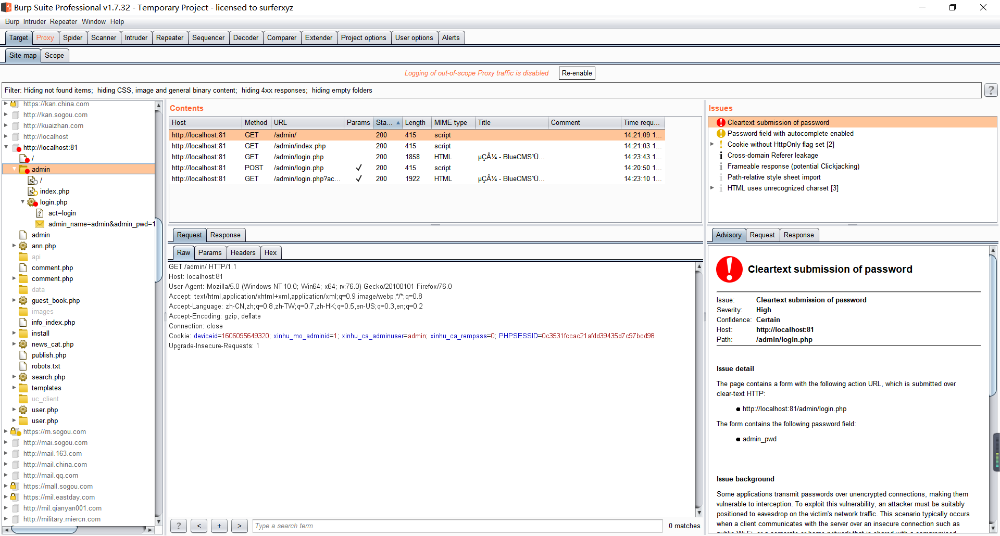 Burp Suite Professional v1.7.32 - Temporary Project - licensed to surferxyz
Burp Intruder Repeater Window Help
Target Proxy Spider Scanner Intruder Repeater Sequencer Decoder Comparer Extender Project options User options Alerts
Site map Scope
Logging of out-of-scope Proxy traffic is disabled Re-enable
Filter: Hiding not found items; hiding CSS, image and general binary content; hiding 4xx responses; hiding empty folders ?
https://kan.china.com
http://kan.sogou.com
http://kuaizhan.com
http://localhost
http://localhost:81
/
admin
/
index.php
login.php
act=login
admin_name=admin&admin_pwd=1
admin
ann.php
api
comment.php
comment.php
data
guest_book.php
images
info_index.php
install
news_cat.php
publish.php
robots.txt
search.php
templates
uc_client
user.php
user.php
https://m.sogou.com
http://mai.sogou.com
http://mail.163.com
http://mail.china.com
http://mail.qq.com
https://mall.sogou.com
https://mil.eastday.com
http://mil.qianyan001.com
http://military.miercn.com
Contents
Host Method URL Params Sta... Length MIME type Title Comment Time requ...
http://localhost:81 GET /admin/ 200 415 script 14:21:09 1...
http://localhost:81 GET /admin/index.php 200 415 script 14:21:03 1...
http://localhost:81 GET /admin/login.php 200 1858 HTML µÇÂ¼ - BlueCMS¹Ü... 14:23:43 1...
http://localhost:81 POST /admin/login.php ✓ 200 415 script 14:20:50 1...
http://localhost:81 GET /admin/login.php?ac... ✓ 200 1922 HTML µÇÂ¼ - BlueCMS¹Ü... 14:23:10 1...
Request Response
Raw Params Headers Hex
GET /admin/ HTTP/1.1
Host: localhost:81
User-Agent: Mozilla/5.0 (Windows NT 10.0; Win64; x64; rv:76.0) Gecko/20100101 Firefox/76.0
Accept: text/html,application/xhtml+xml,application/xml;q=0.9,image/webp,*/*;q=0.8
Accept-Language: zh-CN,zh;q=0.8,zh-TW;q=0.7,zh-HK;q=0.5,en-US;q=0.3,en;q=0.2
Accept-Encoding: gzip, deflate
Connection: close
Cookie: deviceid=1606095649320; xinhu_mo_adminid=1; xinhu_ca_adminuser=admin; xinhu_ca_rempass=0; PHPSESSID=0c3531fccac21afdd39435d7c97bcd98
Upgrade-Insecure-Requests: 1
? < + > Type a search term 0 matches
Issues
Cleartext submission of password
Password field with autocomplete enabled
Cookie without HttpOnly flag set [2]
Cross-domain Referer leakage
Frameable response (potential Clickjacking)
Path-relative style sheet import
HTML uses unrecognized charset [3]
Advisory Request Response
Cleartext submission of password
Issue: Cleartext submission of password
Severity: High
Confidence: Certain
Host: http://localhost:81
Path: /admin/login.php
Issue detail
The page contains a form with the following action URL, which is submitted over
clear-text HTTP:
http://localhost:81/admin/login.php
The form contains the following password field:
admin_pwd
Issue background
Some applications transmit passwords over unencrypted connections, making them
vulnerable to interception. To exploit this vulnerability, an attacker must be suitably
positioned to eavesdrop on the victim's network traffic. This scenario typically occurs
when a client communicates with the server over an insecure connection such as